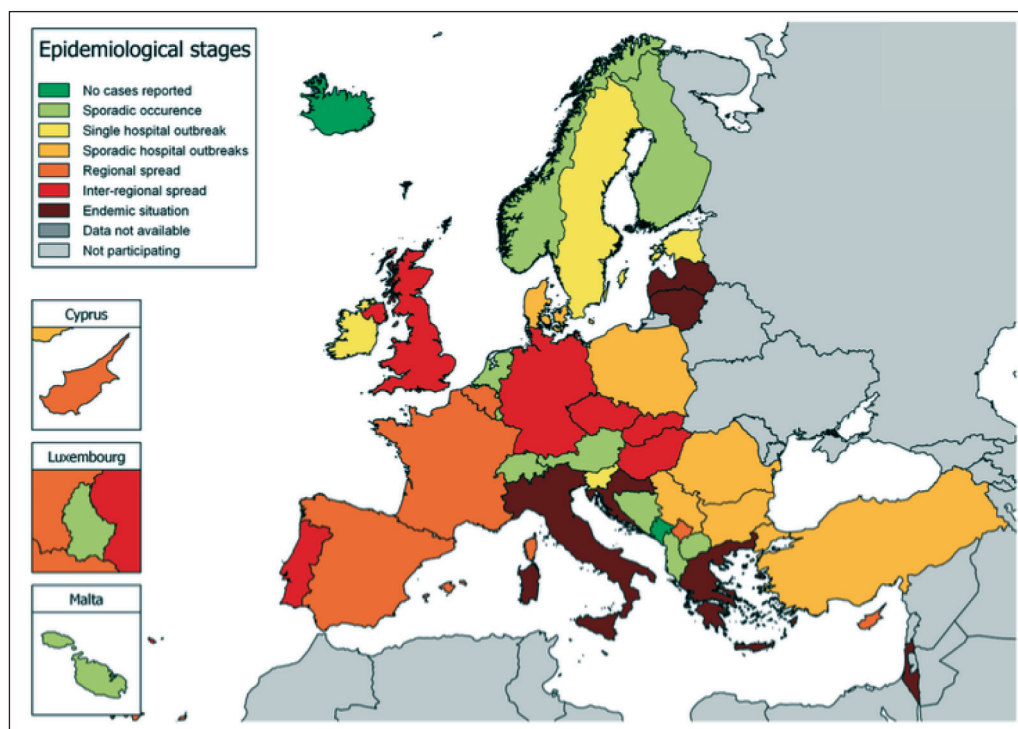 Epidemiological stages
No cases reported
Sporadic occurence
Single hospital outbreak
Sporadic hospital outbreaks
Regional spread
Inter-regional spread
Endemic situation
Data not available
Not participating
Cyprus
Luxembourg
Malta